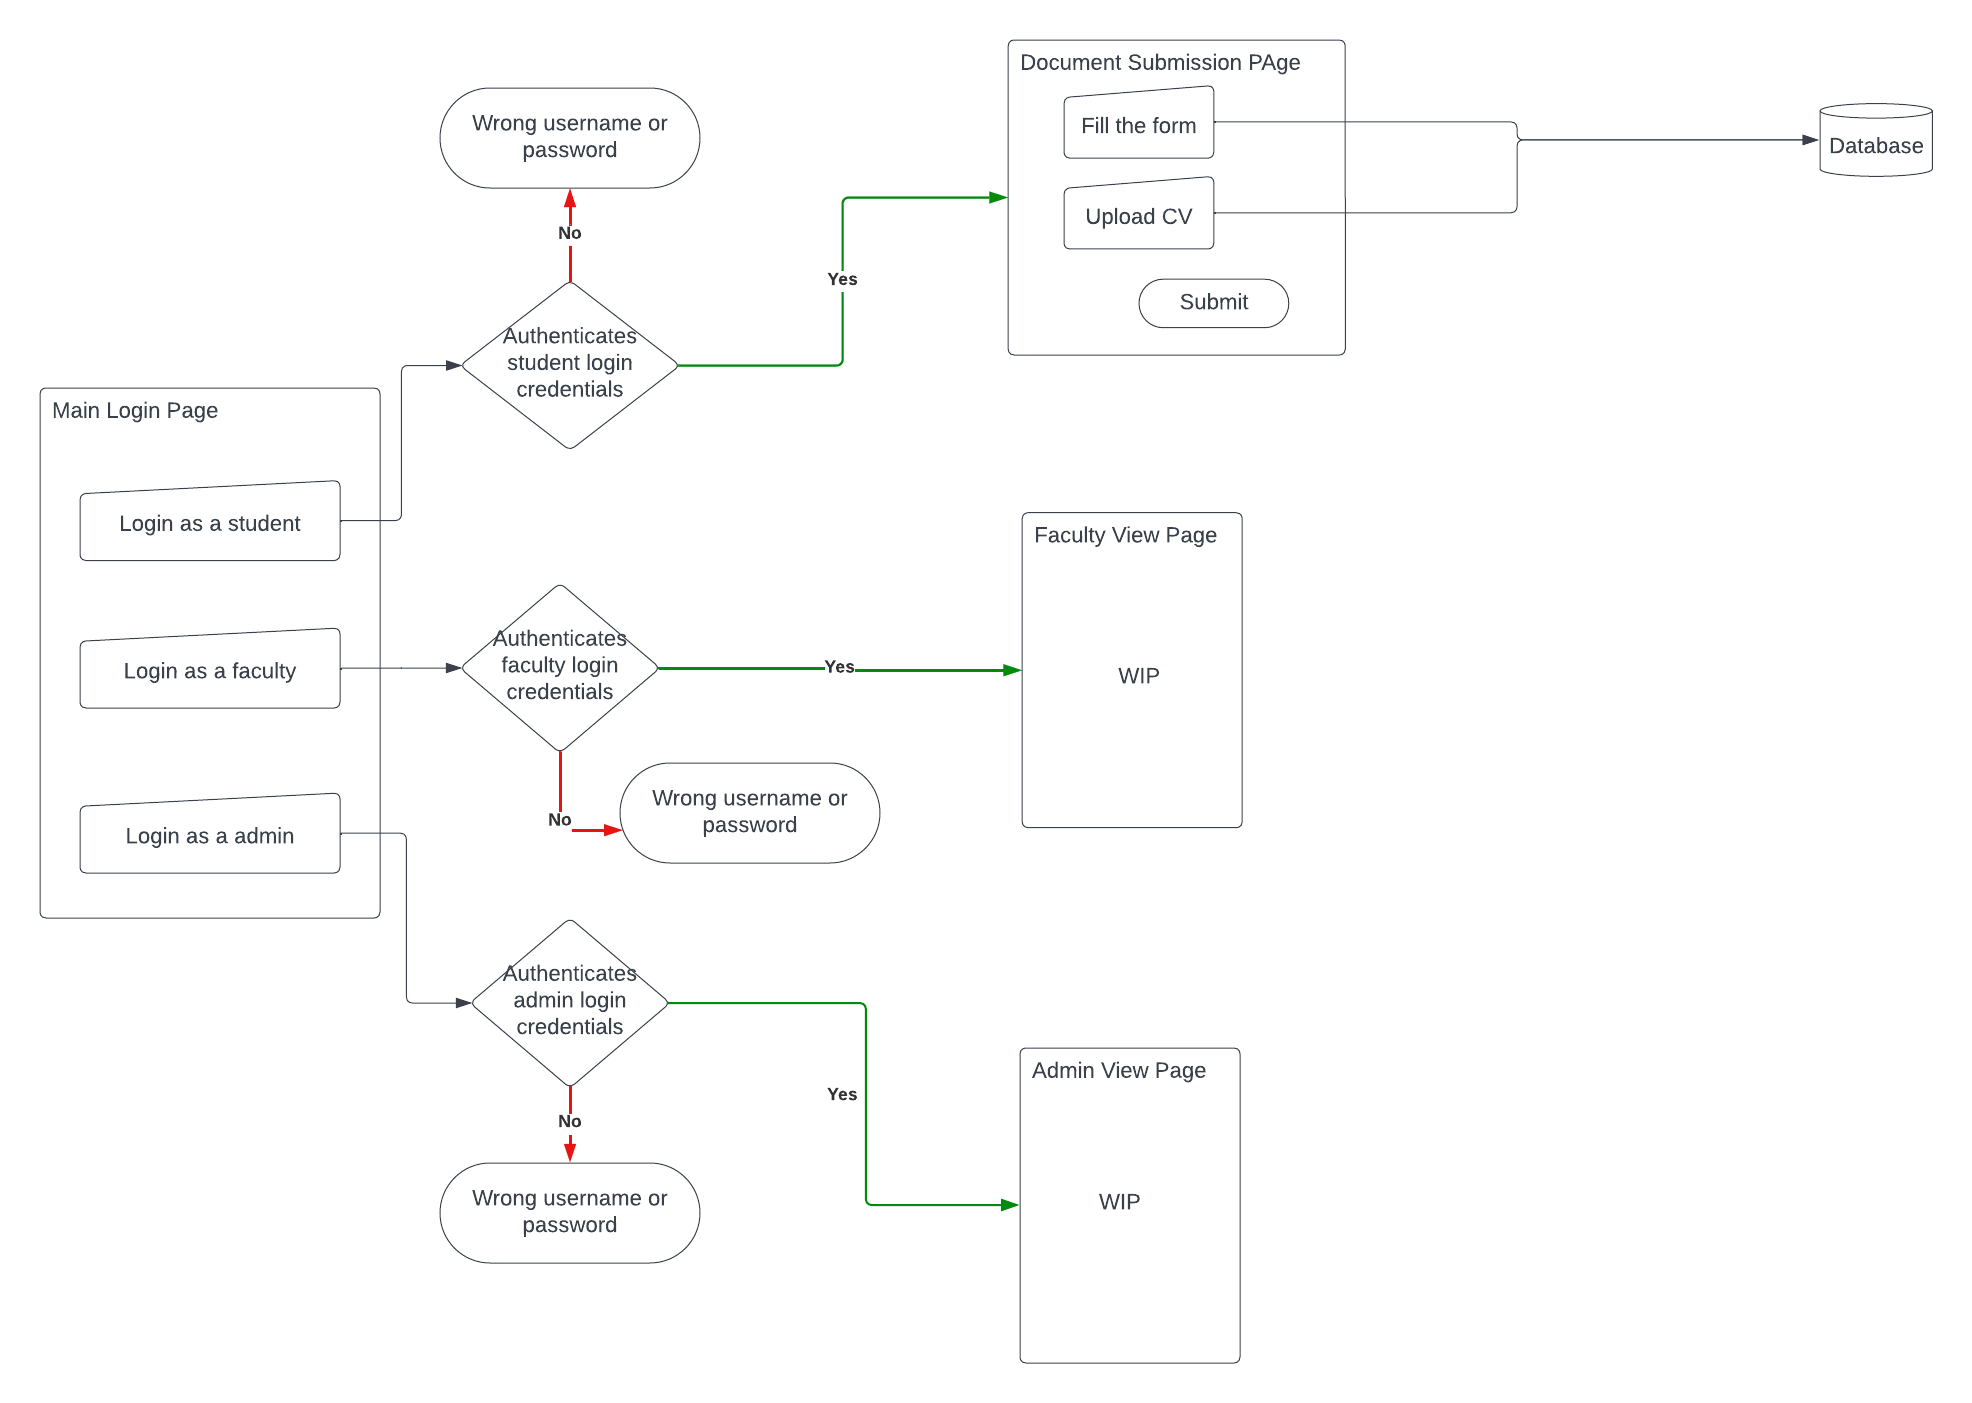 Document Submission PAge
Fill the form
Upload CV
Submit
Database
Wrong username or
password
No
Yes
Authenticates
student login
credentials
Main Login Page
Login as a student
Login as a faculty
Login as a admin
Authenticates
faculty login
credentials
Yes
No
Wrong username or
password
Faculty View Page
WIP
Authenticates
admin login
credentials
Yes
No
Wrong username or
password
Admin View Page
WIP